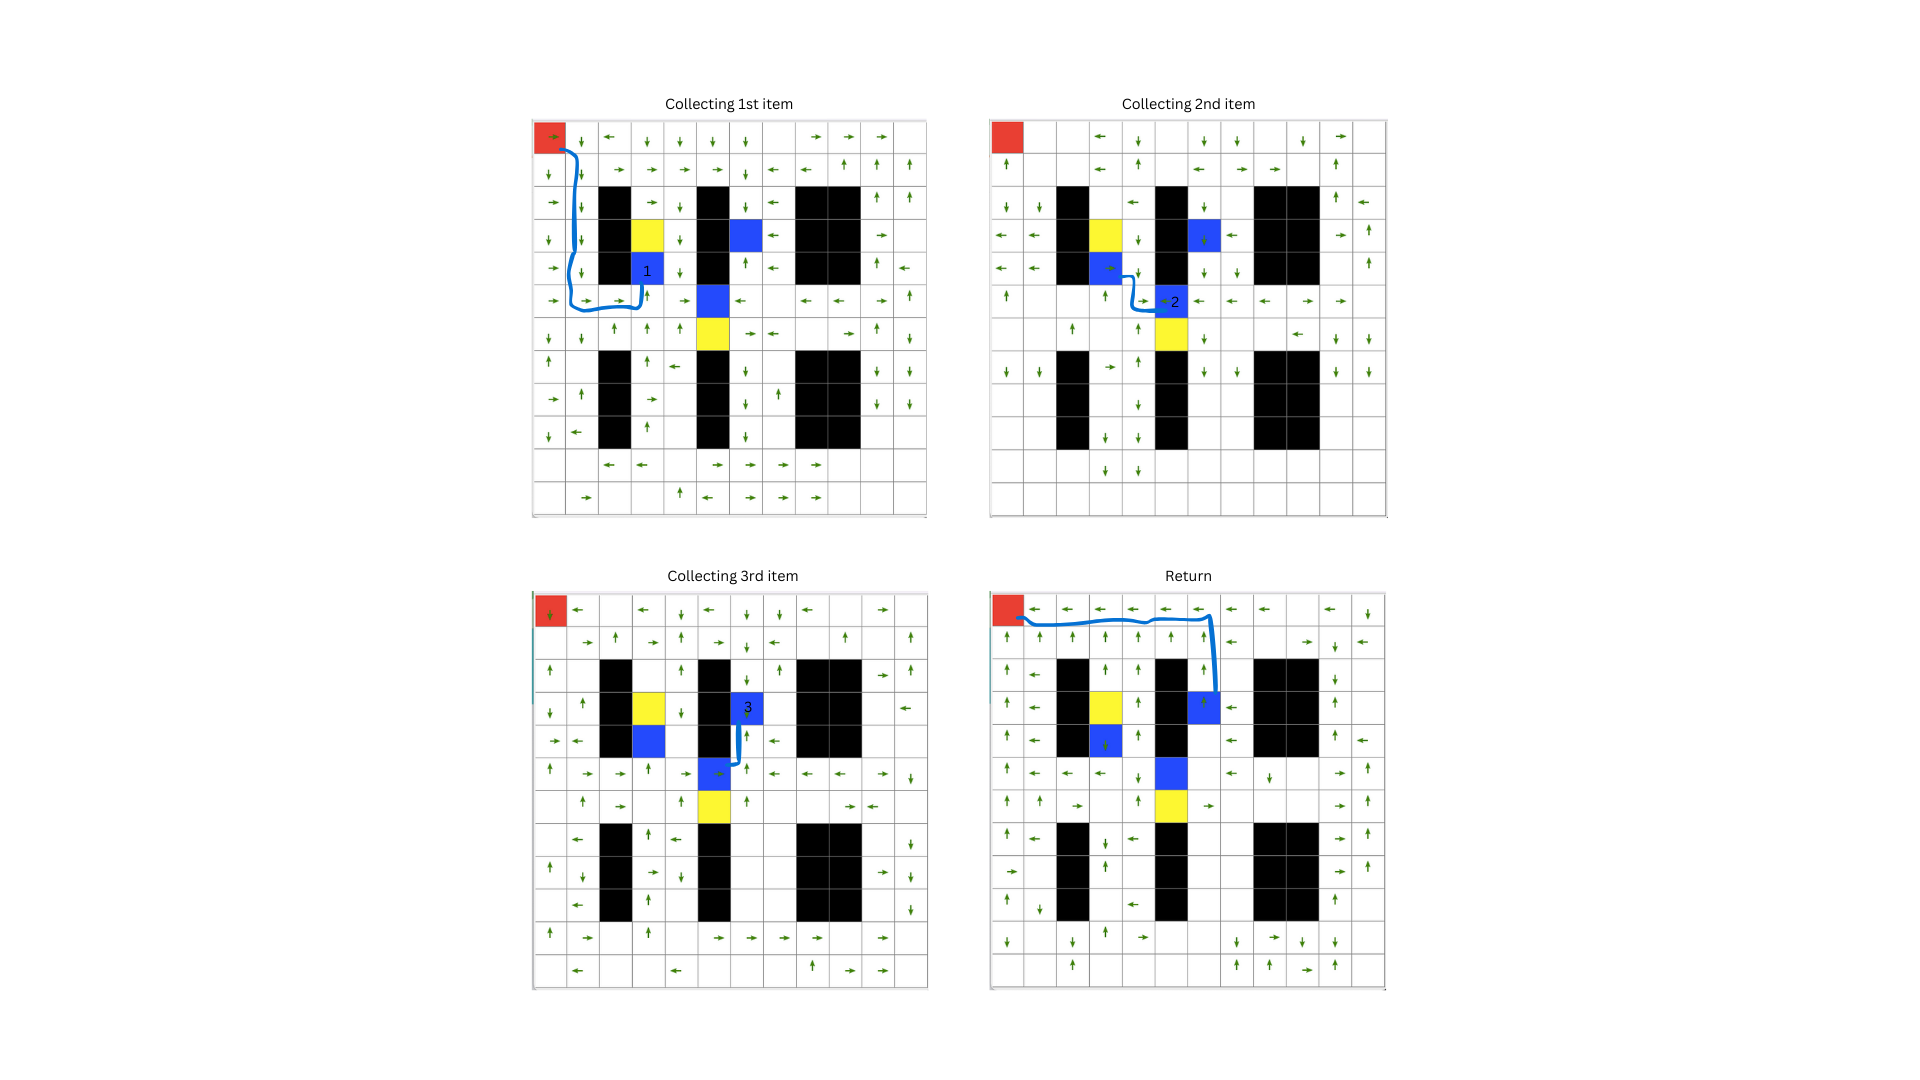 Collecting 1st item
Collecting 2nd item
1
2
Collecting 3rd item
Return
3